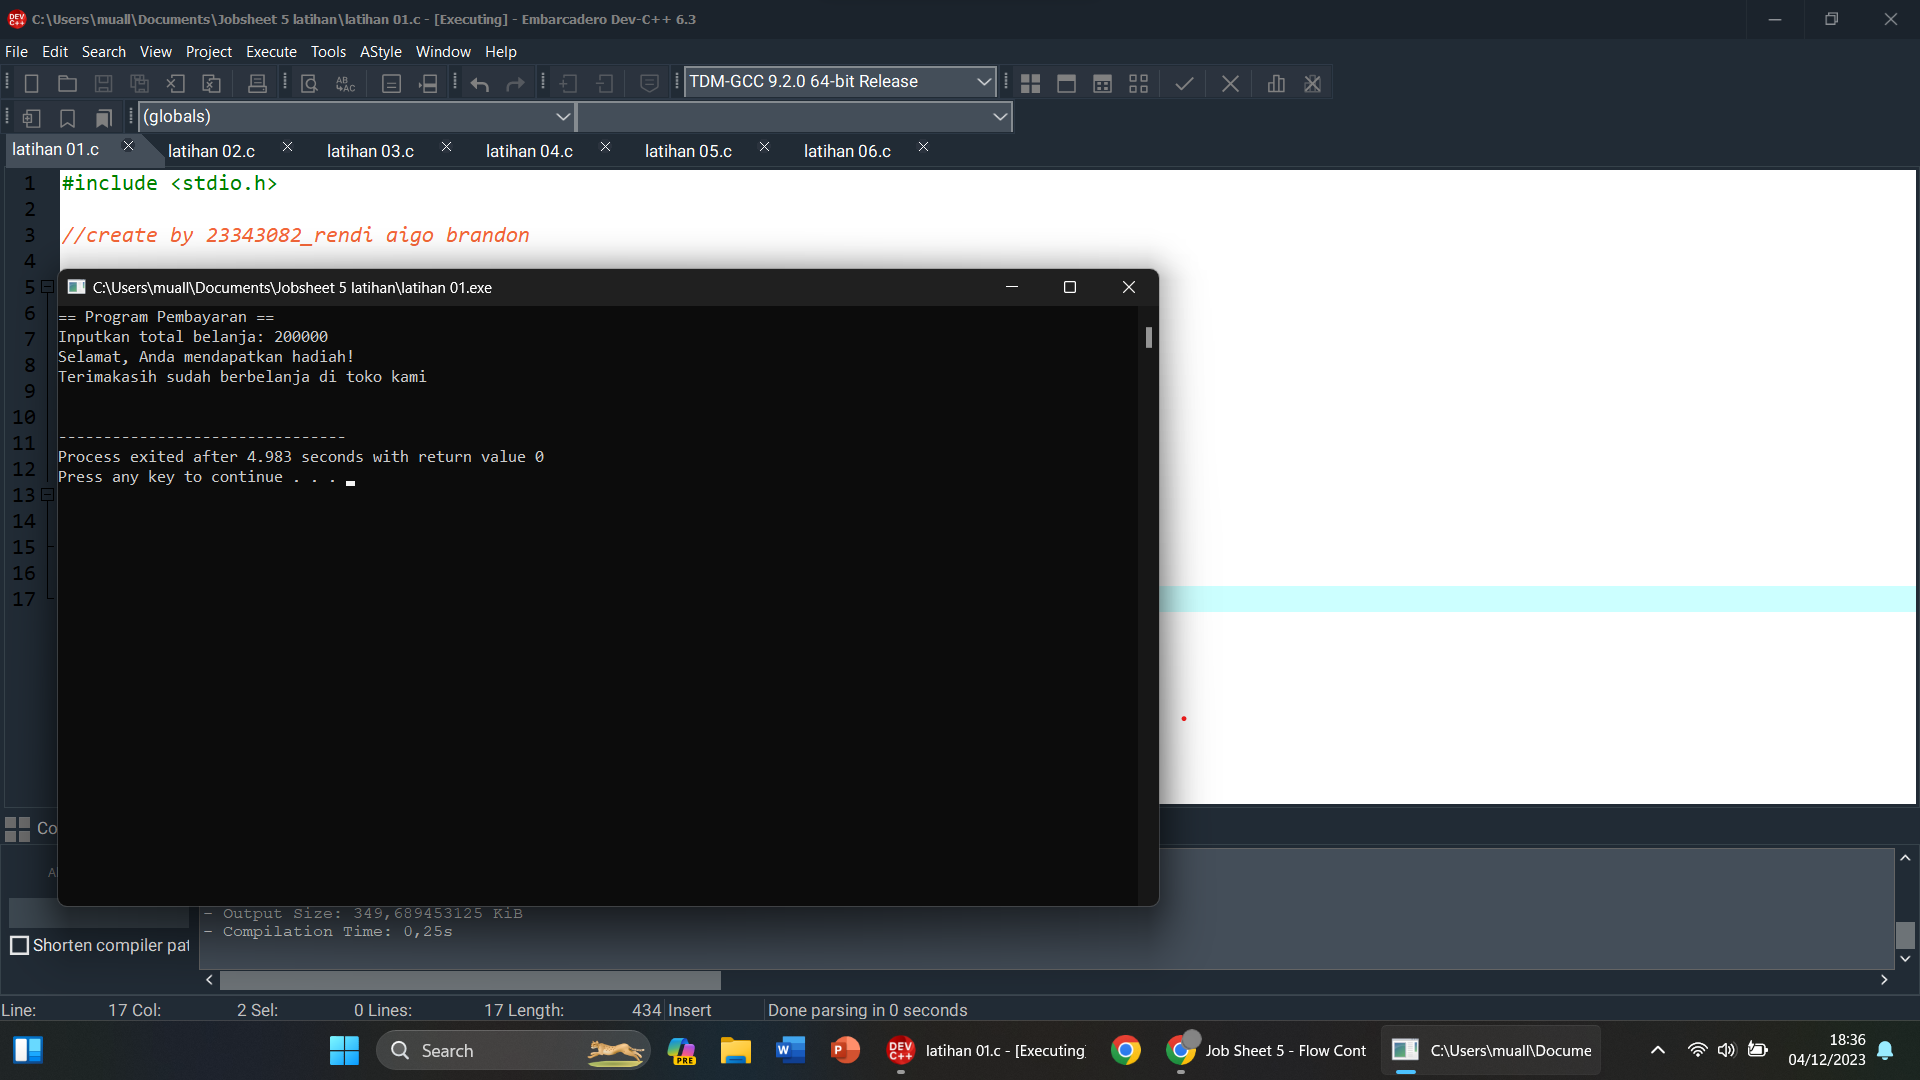 C:\Users\muall\Documents\Jobsheet 5 latihan\latihan 01.c - [Executing] - Embarcadero Dev-C++ 6.3
File Edit Search View Project Execute Tools AStyle Window Help
TDM-GCC 9.2.0 64-bit Release
(globals)
latihan 01.c latihan 02.c latihan 03.c latihan 04.c latihan 05.c latihan 06.c
1 #include <stdio.h>
2
3 //create by 23343082_rendi aigo brandon
4
5
6
7
8
9
10
11
12
13
14
15
16
17
C:\Users\muall\Documents\Jobsheet 5 latihan\latihan 01.exe
== Program Pembayaran ==
Inputkan total belanja: 200000
Selamat, Anda mendapatkan hadiah!
Terimakasih sudah berbelanja di toko kami
--------------------------------
Process exited after 4.983 seconds with return value 0
Press any key to continue . . .
Co
- Output Size: 349,689453125 KiB
- Compilation Time: 0,25s
Shorten compiler pat
Line: 17 Col: 2 Sel: 0 Lines: 17 Length: 434 Insert Done parsing in 0 seconds
Search
PRE
DEV C++
latihan 01.c - [Executing]
Job Sheet 5 - Flow Cont
C:\Users\muall\Docume
18:36
04/12/2023